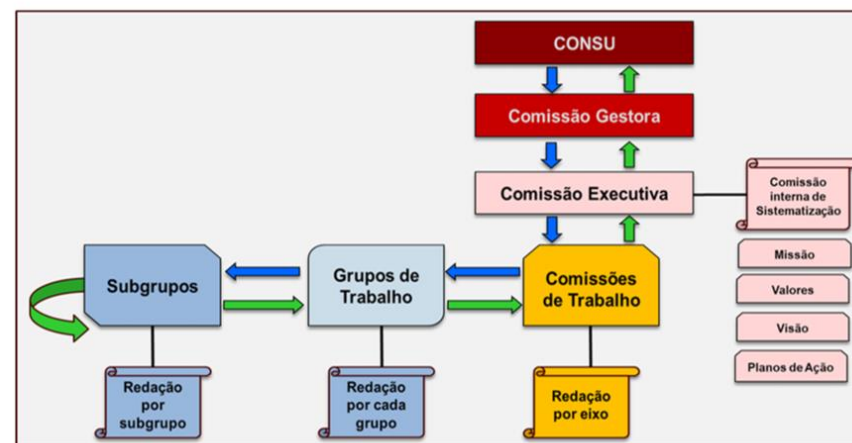 CONSU
Comissão Gestora
Comissão Executiva
Comissão
interna de
Sistematização
Missão
Valores
Visão
Planos de Ação
Subgrupos
Grupos de
Trabalho
Comissões
de Trabalho
Redação
por
subgrupo
Redação
por cada
grupo
Redação
por eixo